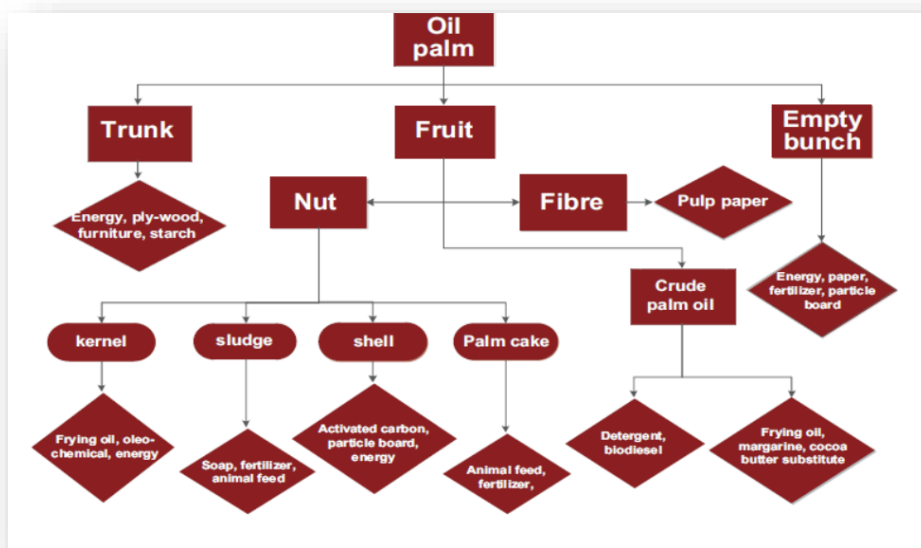 Oil
palm
Trunk
Fruit
Empty
bunch
Nut
Fibre
Pulp paper
Energy, ply-wood,
furniture, starch
Crude
palm oil
Energy, paper,
fertilizer, particle
board
kernel
sludge
shell
Palm cake
Frying oil, oleo-
chemical, energy
Soap, fertilizer,
animal feed
Activated carbon,
particle board,
energy
Animal feed,
fertilizer,
Detergent,
biodiesel
Frying oil,
margarine, cocoa
butter substitute